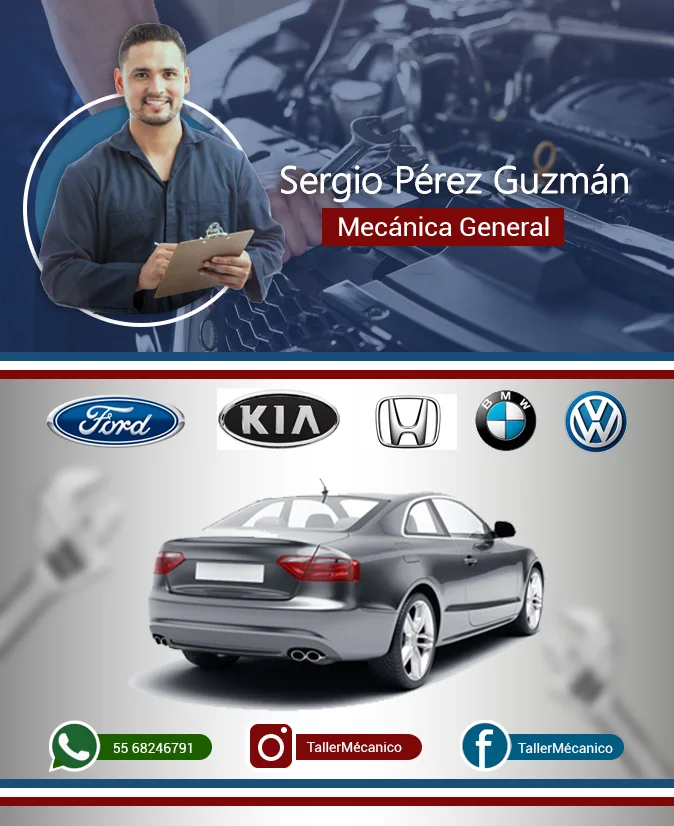 Sergio Pérez Guzmán
Mecánica General
Ford
KIA
BMW
55 68246791
TallerMécanico
TallerMécanico